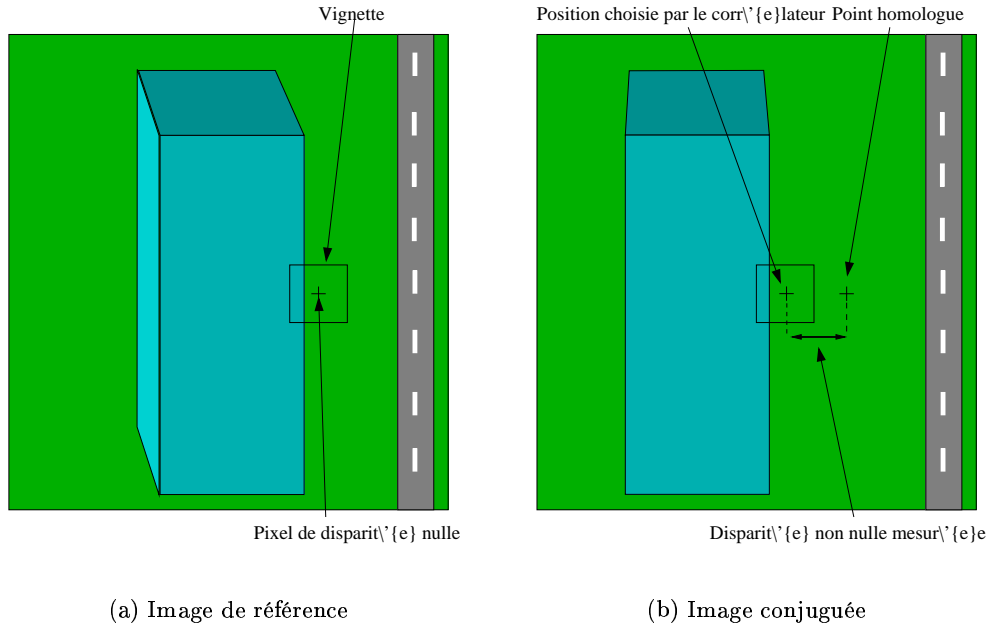 Vignette
Position choisie par le corr\'{e}lateur
Point homologue
Pixel de disparit\'{e} nulle
Disparit\'{e} non nulle mesur\'{e}e
(a) Image de référence
(b) Image conjuguée